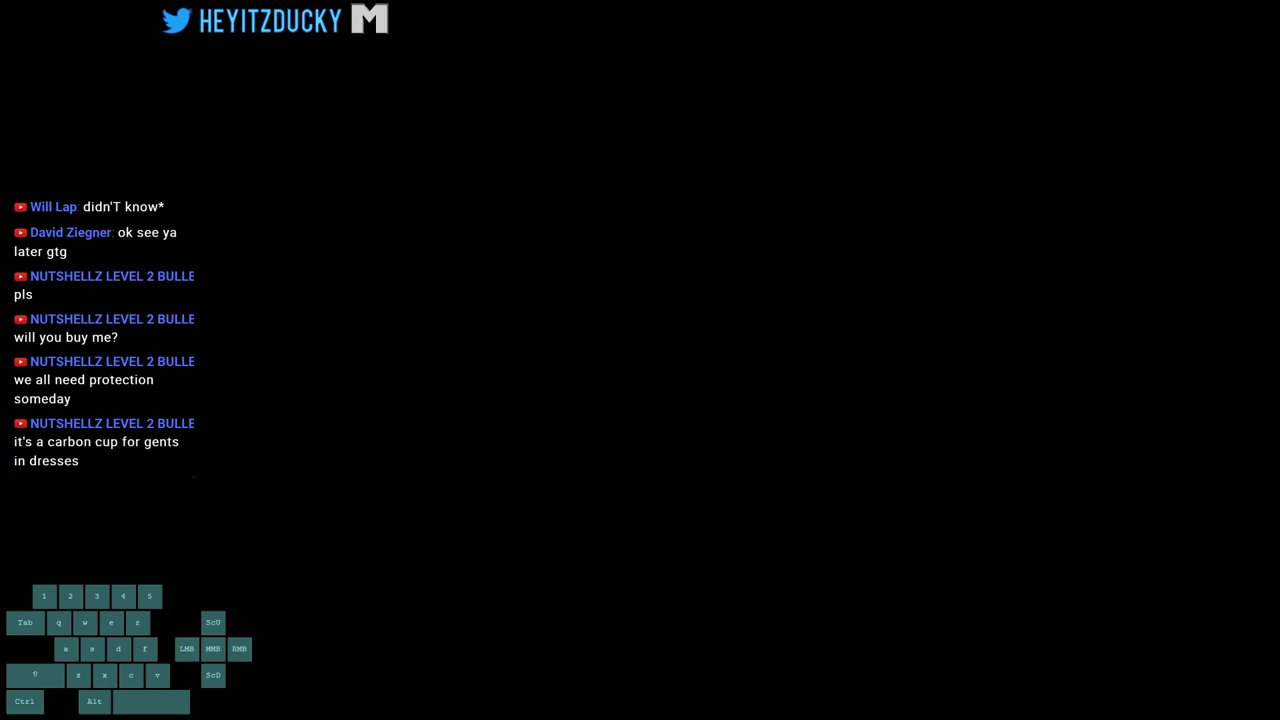 HEYITZDUCKY M
Will Lap: didn'T know*
David Ziegner: ok see ya
later gtg
NUTSHELLZ LEVEL 2 BULLE
pls
NUTSHELLZ LEVEL 2 BULLE
will you buy me?
NUTSHELLZ LEVEL 2 BULLE
we all need protection
someday
NUTSHELLZ LEVEL 2 BULLE
it's a carbon cup for gents
in dresses
1 2 3 4 5
Tab q w e r ScU
a s d f LMB MMB RMB
⇧ z x c v ScD
Ctrl Alt